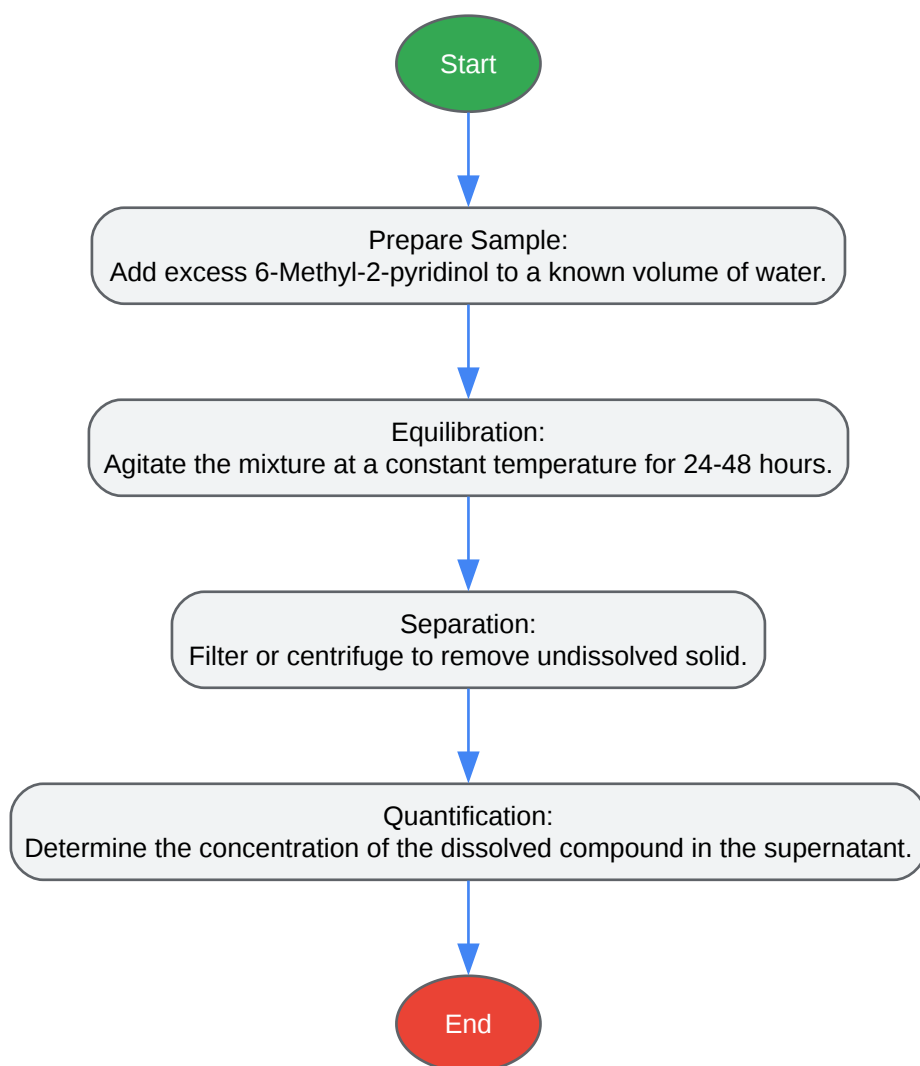 Start
Prepare Sample:
Add excess 6-Methyl-2-pyridinol to a known volume of water.
Equilibration:
Agitate the mixture at a constant temperature for 24-48 hours.
Separation:
Filter or centrifuge to remove undissolved solid.
Quantification:
Determine the concentration of the dissolved compound in the supernatant.
End